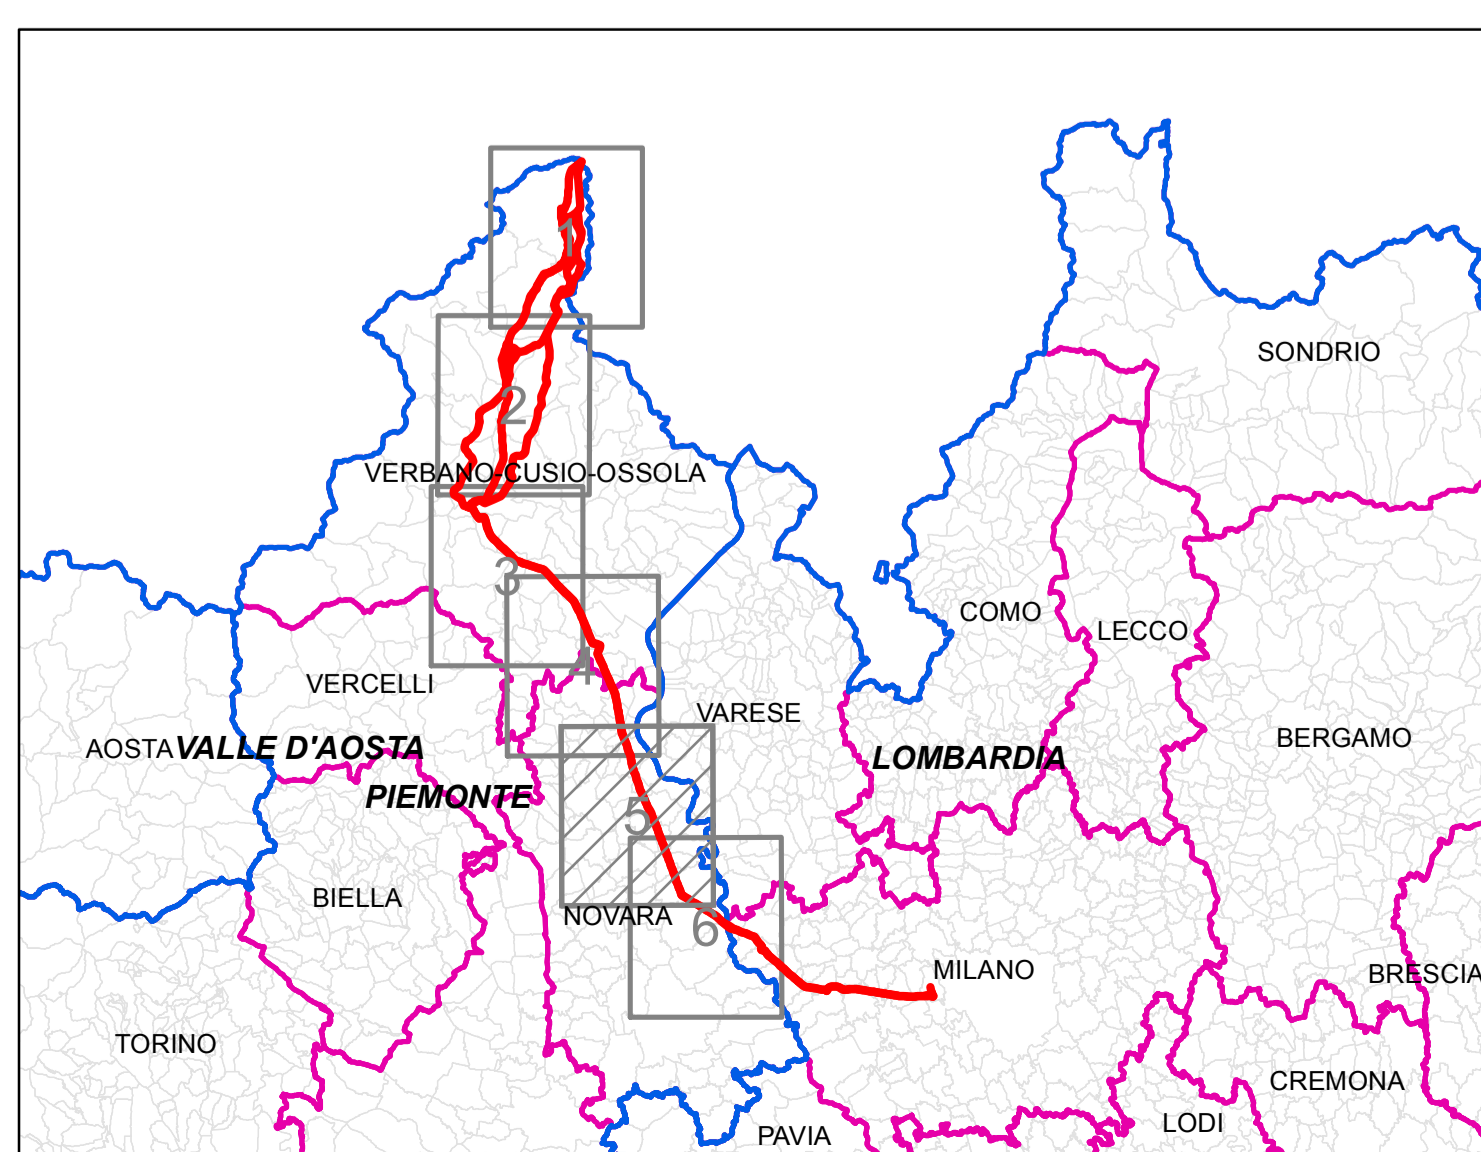 1
SONDRIO
2
VERBANO-CUSIO-OSSOLA
3
COMO
LECCO
4
VERCELLI
VARESE
BERGAMO
AOSTA
VALLE D'AOSTA
LOMBARDIA
PIEMONTE
5
BIELLA
NOVARA
6
MILANO
BRESCIA
TORINO
CREMONA
LODI
PAVIA